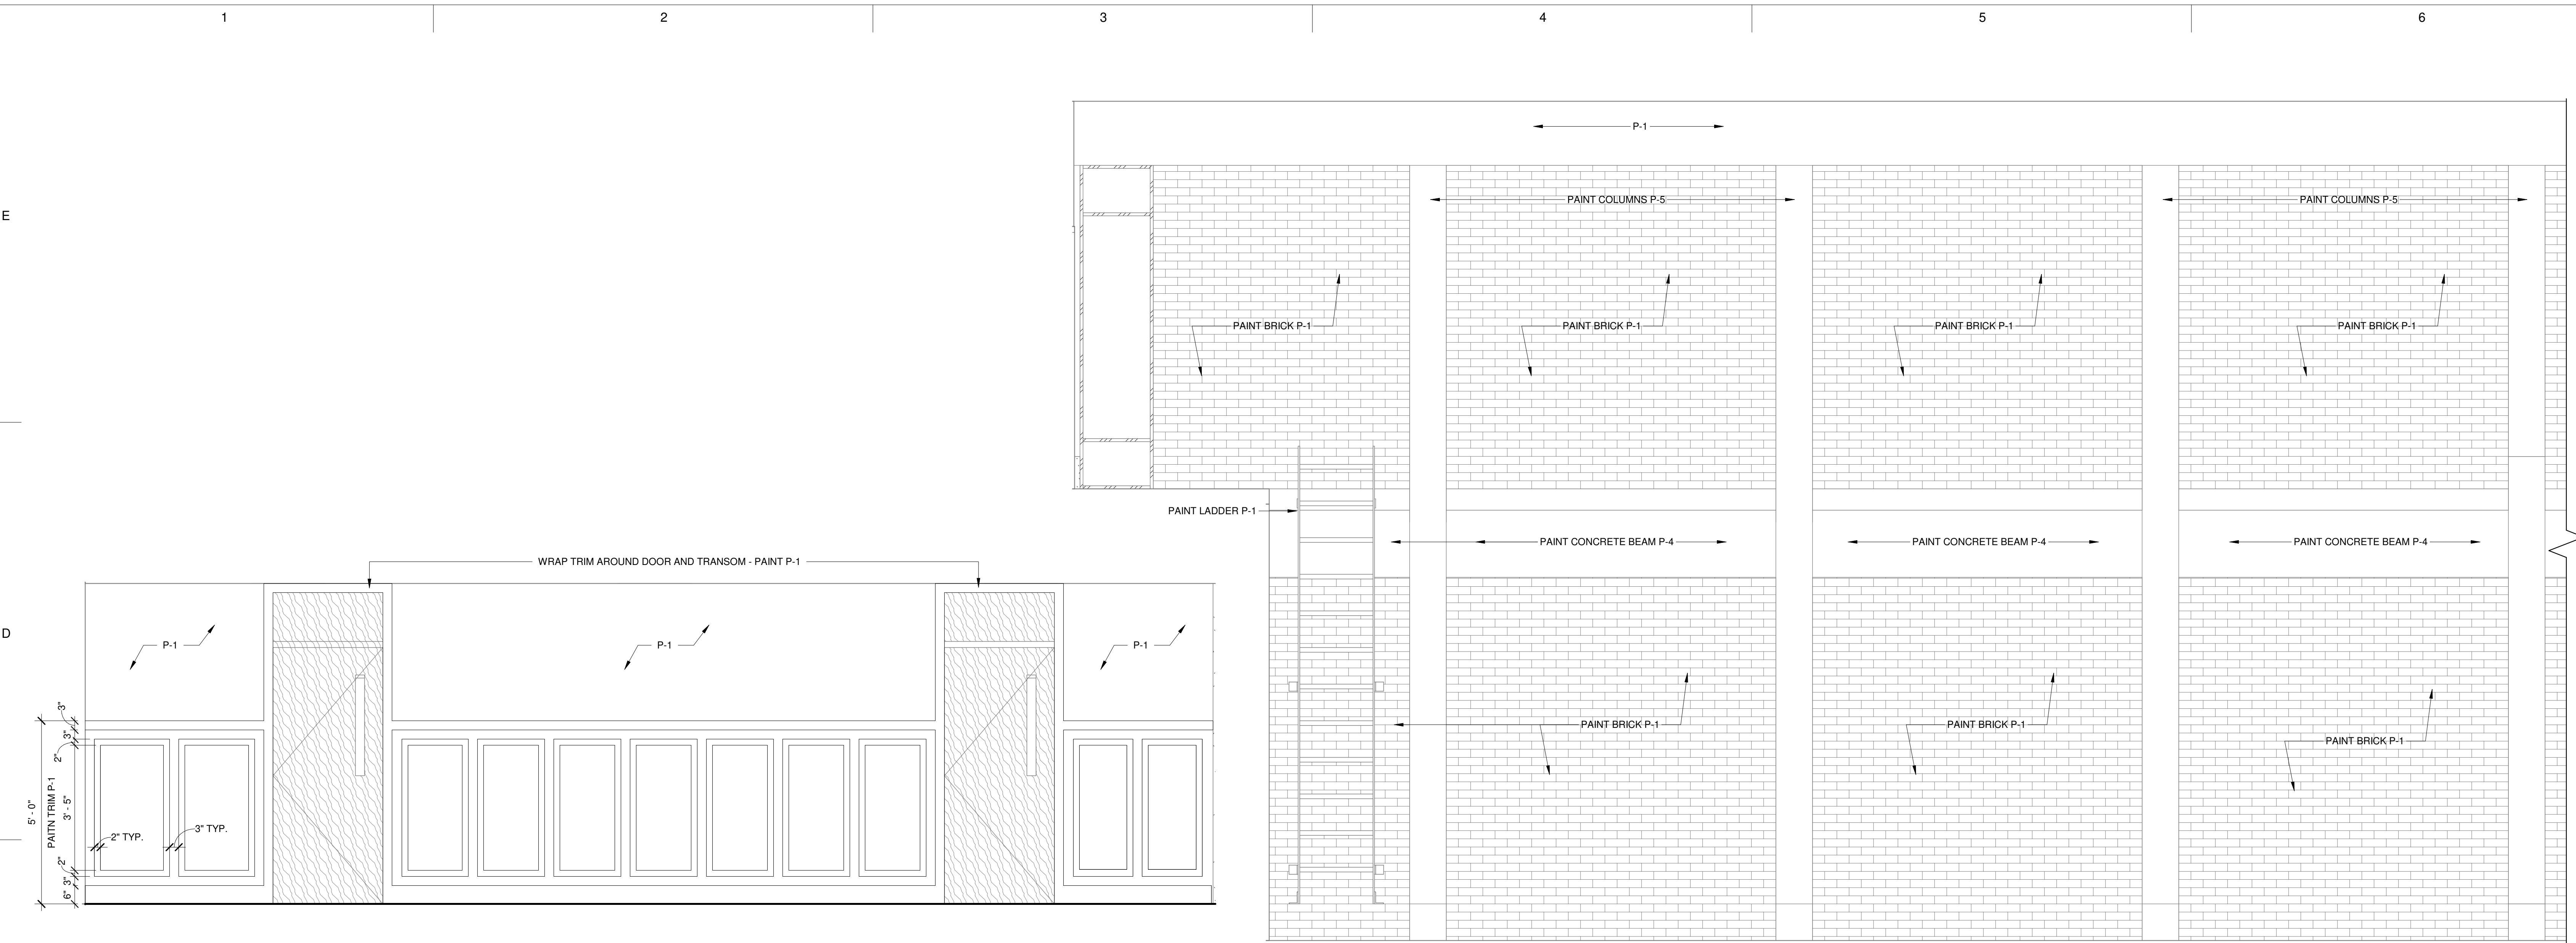 1
2
3
4
5
6
E
D
P-1
PAINT COLUMNS P-5
PAINT COLUMNS P-5
PAINT BRICK P-1
PAINT BRICK P-1
PAINT BRICK P-1
PAINT BRICK P-1
PAINT LADDER P-1
PAINT CONCRETE BEAM P-4
PAINT CONCRETE BEAM P-4
PAINT CONCRETE BEAM P-4
WRAP TRIM AROUND DOOR AND TRANSOM - PAINT P-1
P-1
P-1
P-1
PAINT BRICK P-1
PAINT BRICK P-1
PAINT BRICK P-1
5' - 0"
PAITN TRIM P-1
3"
3"
2"
3' - 5"
2"
3"
6"
2" TYP.
3" TYP.